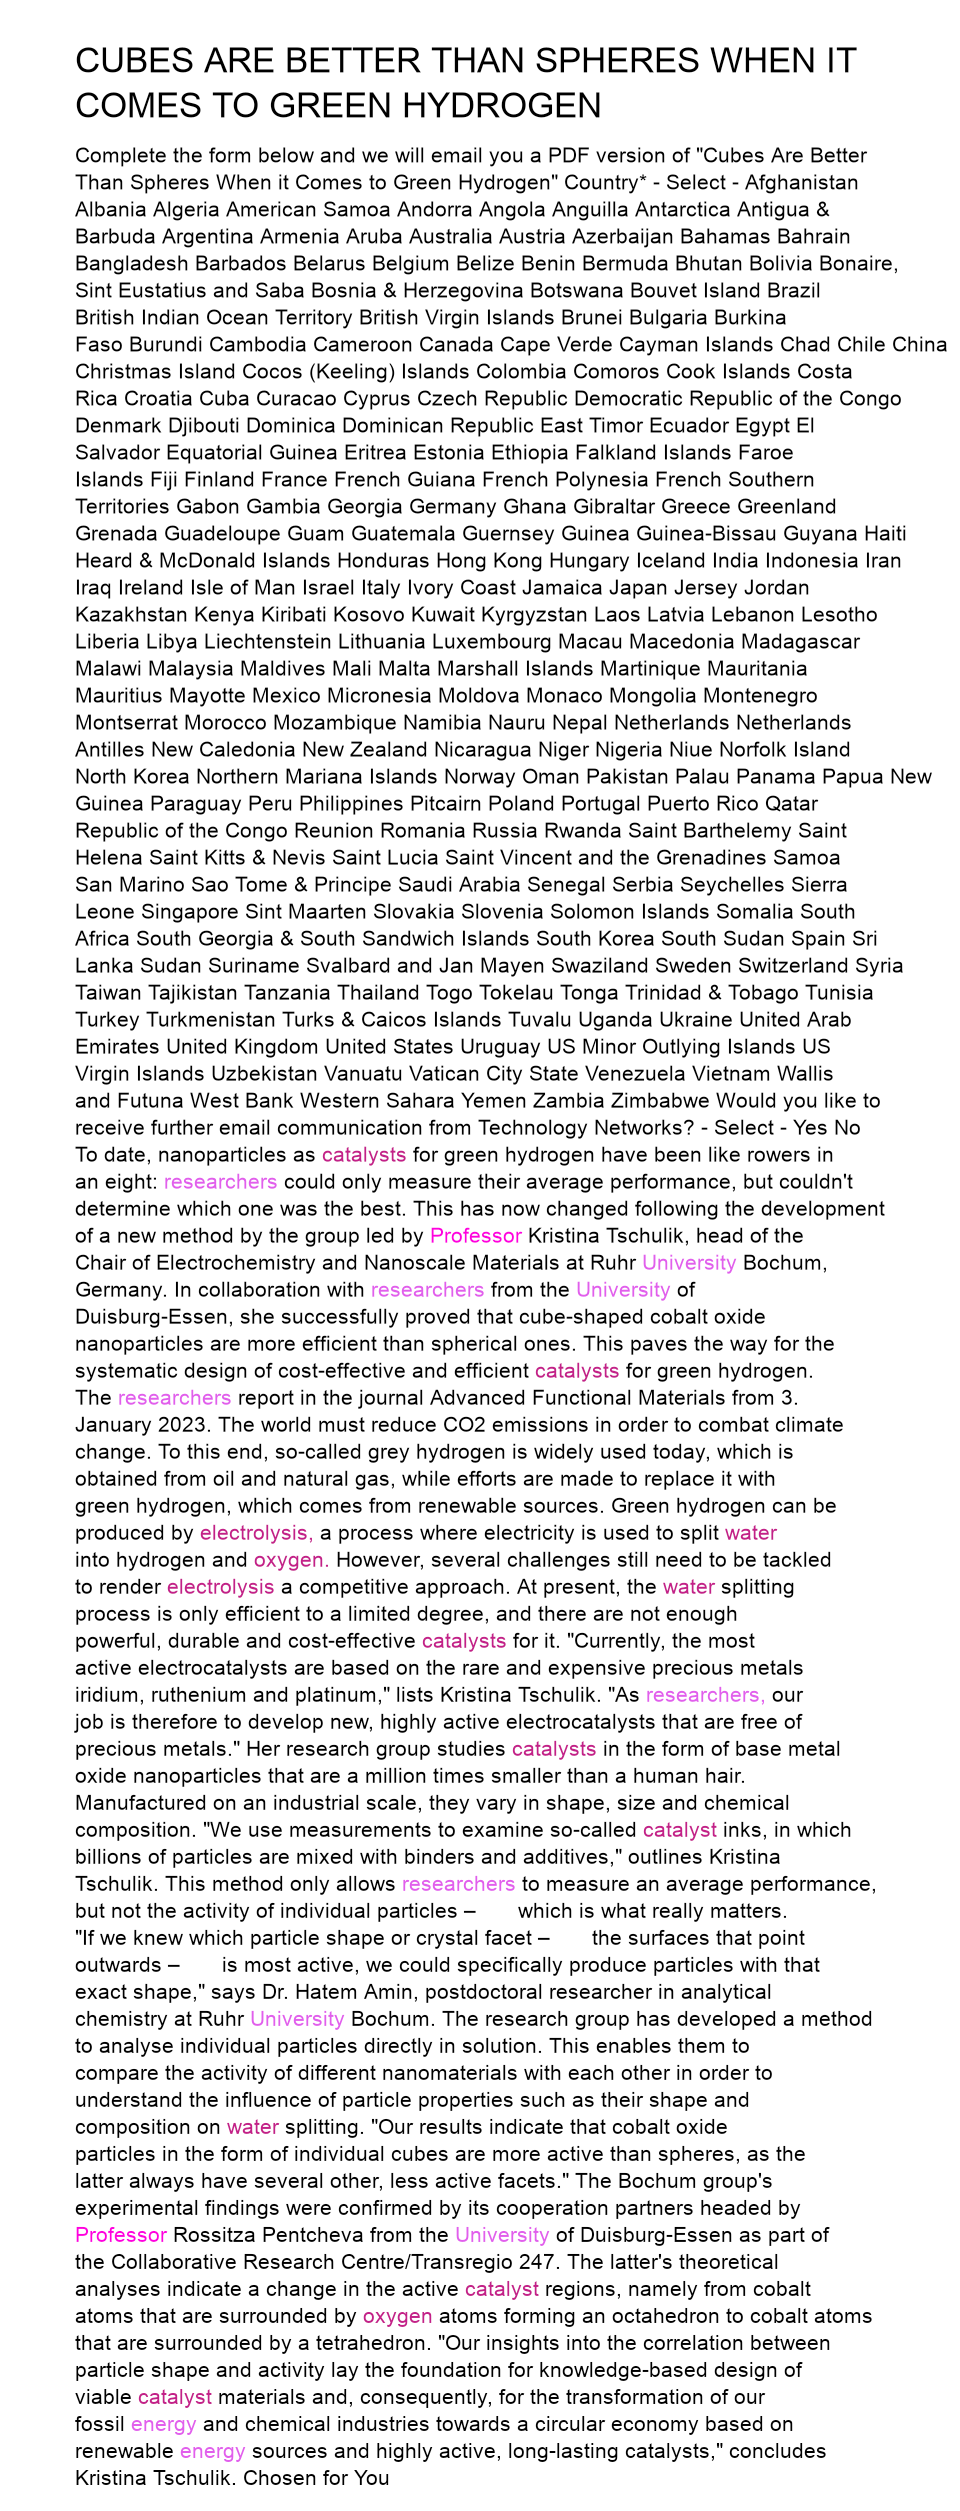 CUBES ARE BETTER THAN SPHERES WHEN IT
COMES TO GREEN HYDROGEN
Complete the form below and we will email you a PDF version of "Cubes Are Better
Than Spheres When it Comes to Green Hydrogen" Country* - Select - Afghanistan
Albania Algeria American Samoa Andorra Angola Anguilla Antarctica Antigua &
Barbuda Argentina Armenia Aruba Australia Austria Azerbaijan Bahamas Bahrain
Bangladesh Barbados Belarus Belgium Belize Benin Bermuda Bhutan Bolivia Bonaire,
Sint Eustatius and Saba Bosnia & Herzegovina Botswana Bouvet Island Brazil
British Indian Ocean Territory British Virgin Islands Brunei Bulgaria Burkina
Faso Burundi Cambodia Cameroon Canada Cape Verde Cayman Islands Chad Chile China
Christmas Island Cocos (Keeling) Islands Colombia Comoros Cook Islands Costa
Rica Croatia Cuba Curacao Cyprus Czech Republic Democratic Republic of the Congo
Denmark Djibouti Dominica Dominican Republic East Timor Ecuador Egypt El
Salvador Equatorial Guinea Eritrea Estonia Ethiopia Falkland Islands Faroe
Islands Fiji Finland France French Guiana French Polynesia French Southern
Territories Gabon Gambia Georgia Germany Ghana Gibraltar Greece Greenland
Grenada Guadeloupe Guam Guatemala Guernsey Guinea Guinea-Bissau Guyana Haiti
Heard & McDonald Islands Honduras Hong Kong Hungary Iceland India Indonesia Iran
Iraq Ireland Isle of Man Israel Italy Ivory Coast Jamaica Japan Jersey Jordan
Kazakhstan Kenya Kiribati Kosovo Kuwait Kyrgyzstan Laos Latvia Lebanon Lesotho
Liberia Libya Liechtenstein Lithuania Luxembourg Macau Macedonia Madagascar
Malawi Malaysia Maldives Mali Malta Marshall Islands Martinique Mauritania
Mauritius Mayotte Mexico Micronesia Moldova Monaco Mongolia Montenegro
Montserrat Morocco Mozambique Namibia Nauru Nepal Netherlands Netherlands
Antilles New Caledonia New Zealand Nicaragua Niger Nigeria Niue Norfolk Island
North Korea Northern Mariana Islands Norway Oman Pakistan Palau Panama Papua New
Guinea Paraguay Peru Philippines Pitcairn Poland Portugal Puerto Rico Qatar
Republic of the Congo Reunion Romania Russia Rwanda Saint Barthelemy Saint
Helena Saint Kitts & Nevis Saint Lucia Saint Vincent and the Grenadines Samoa
San Marino Sao Tome & Principe Saudi Arabia Senegal Serbia Seychelles Sierra
Leone Singapore Sint Maarten Slovakia Slovenia Solomon Islands Somalia South
Africa South Georgia & South Sandwich Islands South Korea South Sudan Spain Sri
Lanka Sudan Suriname Svalbard and Jan Mayen Swaziland Sweden Switzerland Syria
Taiwan Tajikistan Tanzania Thailand Togo Tokelau Tonga Trinidad & Tobago Tunisia
Turkey Turkmenistan Turks & Caicos Islands Tuvalu Uganda Ukraine United Arab
Emirates United Kingdom United States Uruguay US Minor Outlying Islands US
Virgin Islands Uzbekistan Vanuatu Vatican City State Venezuela Vietnam Wallis
and Futuna West Bank Western Sahara Yemen Zambia Zimbabwe Would you like to
receive further email communication from Technology Networks? - Select - Yes No
To date, nanoparticles as catalysts for green hydrogen have been like rowers in
an eight: researchers could only measure their average performance, but couldn't
determine which one was the best. This has now changed following the development
of a new method by the group led by Professor Kristina Tschulik, head of the
Chair of Electrochemistry and Nanoscale Materials at Ruhr University Bochum,
Germany. In collaboration with researchers from the University of
Duisburg-Essen, she successfully proved that cube-shaped cobalt oxide
nanoparticles are more efficient than spherical ones. This paves the way for the
systematic design of cost-effective and efficient catalysts for green hydrogen.
The researchers report in the journal Advanced Functional Materials from 3.
January 2023. The world must reduce CO2 emissions in order to combat climate
change. To this end, so-called grey hydrogen is widely used today, which is
obtained from oil and natural gas, while efforts are made to replace it with
green hydrogen, which comes from renewable sources. Green hydrogen can be
produced by electrolysis, a process where electricity is used to split water
into hydrogen and oxygen. However, several challenges still need to be tackled
to render electrolysis a competitive approach. At present, the water splitting
process is only efficient to a limited degree, and there are not enough
powerful, durable and cost-effective catalysts for it. "Currently, the most
active electrocatalysts are based on the rare and expensive precious metals
iridium, ruthenium and platinum," lists Kristina Tschulik. "As researchers, our
job is therefore to develop new, highly active electrocatalysts that are free of
precious metals." Her research group studies catalysts in the form of base metal
oxide nanoparticles that are a million times smaller than a human hair.
Manufactured on an industrial scale, they vary in shape, size and chemical
composition. "We use measurements to examine so-called catalyst inks, in which
billions of particles are mixed with binders and additives," outlines Kristina
Tschulik. This method only allows researchers to measure an average performance,
but not the activity of individual particles – which is what really matters.
"If we knew which particle shape or crystal facet – the surfaces that point
outwards – is most active, we could specifically produce particles with that
exact shape," says Dr. Hatem Amin, postdoctoral researcher in analytical
chemistry at Ruhr University Bochum. The research group has developed a method
to analyse individual particles directly in solution. This enables them to
compare the activity of different nanomaterials with each other in order to
understand the influence of particle properties such as their shape and
composition on water splitting. "Our results indicate that cobalt oxide
particles in the form of individual cubes are more active than spheres, as the
latter always have several other, less active facets." The Bochum group's
experimental findings were confirmed by its cooperation partners headed by
Professor Rossitza Pentcheva from the University of Duisburg-Essen as part of
the Collaborative Research Centre/Transregio 247. The latter's theoretical
analyses indicate a change in the active catalyst regions, namely from cobalt
atoms that are surrounded by oxygen atoms forming an octahedron to cobalt atoms
that are surrounded by a tetrahedron. "Our insights into the correlation between
particle shape and activity lay the foundation for knowledge-based design of
viable catalyst materials and, consequently, for the transformation of our
fossil energy and chemical industries towards a circular economy based on
renewable energy sources and highly active, long-lasting catalysts," concludes
Kristina Tschulik. Chosen for You